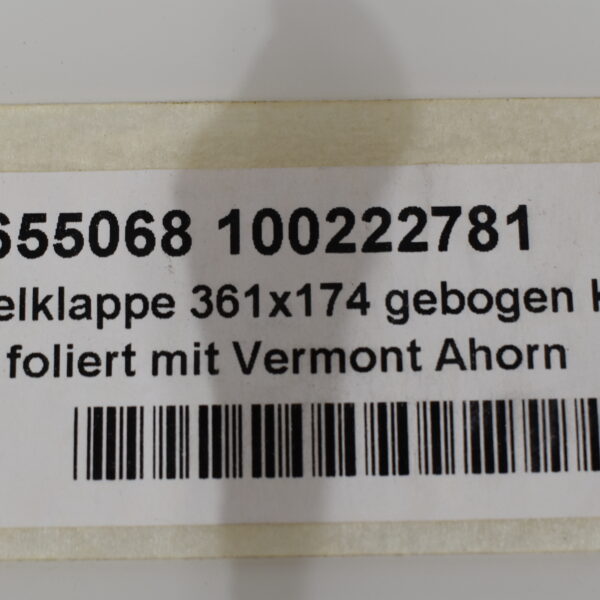 655068 100222781
elklappe 361x174 gebogen
foliert mit Vermont Ahorn